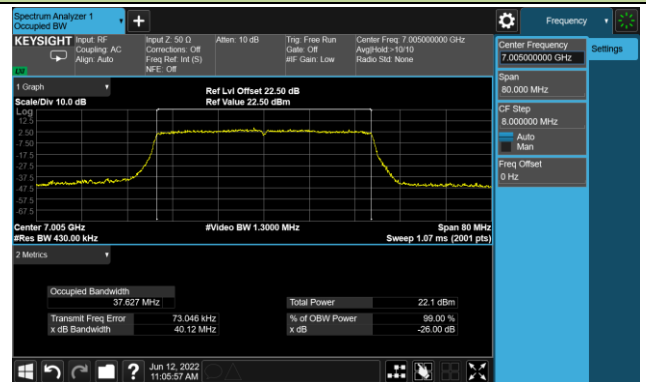 Spectrum Analyzer 1
Occupied BW
Frequency
KEYSIGHT
Input: RF
Coupling: AC
Align: Auto
Input Z: 50 Ω
Corrections: Off
Freq Ref: Int (S)
NFE: Off
Atten: 10 dB
Trig: Free Run
Gate: Off
#IF Gain: Low
Center Freq: 7.005000000 GHz
Avg|Hold:>10/10
Radio Std: None
Center Frequency
7.005000000 GHz
Settings
Span
80.000 MHz
CF Step
8.000000 MHz
Auto
Man
Freq Offset
0 Hz
1 Graph
Scale/Div 10.0 dB
Ref Lvl Offset 22.50 dB
Ref Value 22.50 dBm
Log
12.5
2.50
-7.50
-17.5
-27.5
-37.5
-47.5
-57.5
-67.5
Center 7.005 GHz
#Video BW 1.3000 MHz
Span 80 MHz
#Res BW 430.00 kHz
Sweep 1.07 ms (2001 pts)
2 Metrics
Occupied Bandwidth
37.627 MHz
Total Power
22.1 dBm
Transmit Freq Error
73.046 kHz
% of OBW Power
99.00 %
x dB Bandwidth
40.12 MHz
x dB
-26.00 dB
?
Jun 12, 2022
11:05:57 AM